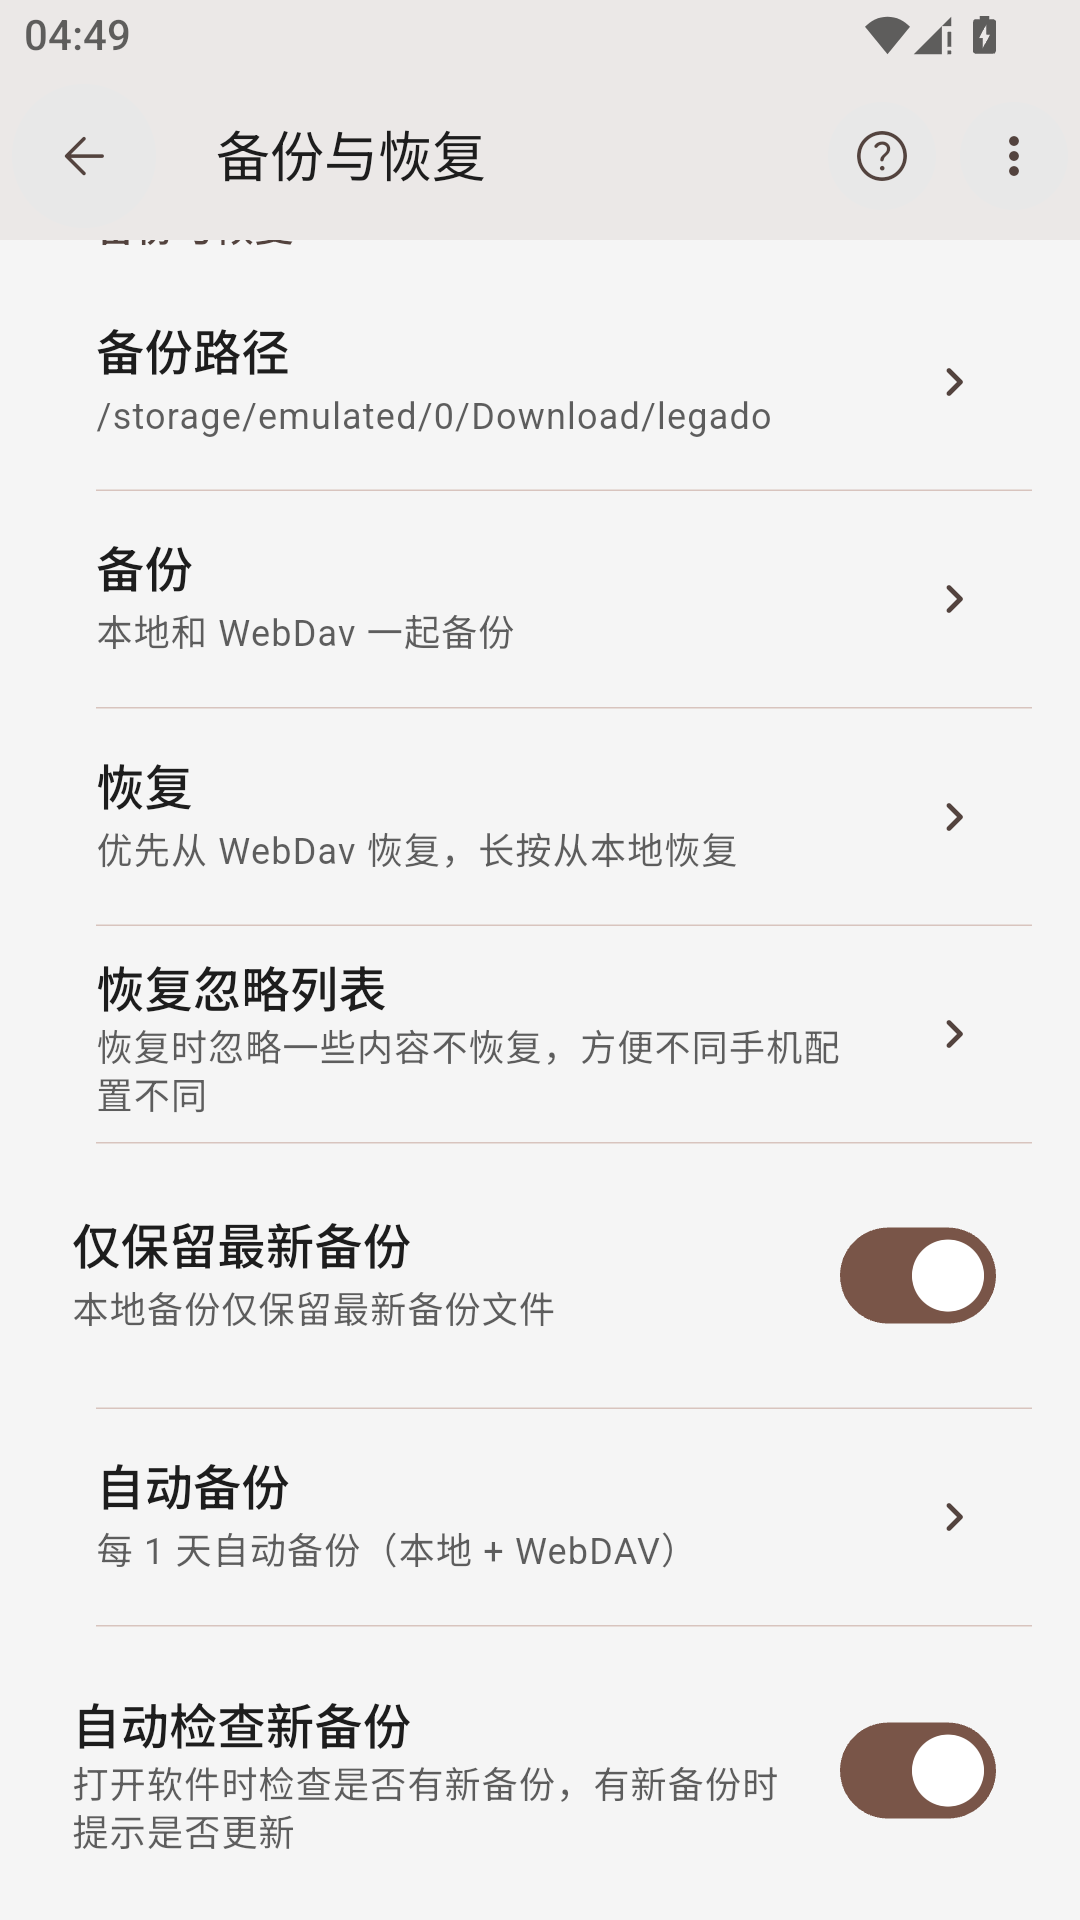 04:49
备份与恢复
备份与恢复
备份路径
/storage/emulated/0/Download/legado
备份
本地和 WebDav 一起备份
恢复
优先从 WebDav 恢复，长按从本地恢复
恢复忽略列表
恢复时忽略一些内容不恢复，方便不同手机配
置不同
仅保留最新备份
本地备份仅保留最新备份文件
自动备份
每 1 天自动备份（本地 + WebDAV）
自动检查新备份
打开软件时检查是否有新备份，有新备份时
提示是否更新